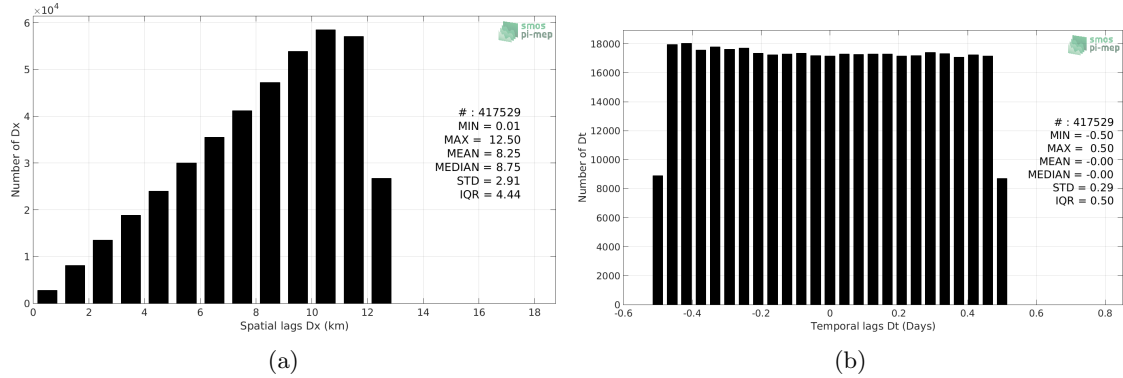 ×10⁴
6
5
4
3
2
1
0
Number of Dx
smos
pi-mep
# : 417529
MIN = 0.01
MAX = 12.50
MEAN = 8.25
MEDIAN = 8.75
STD = 2.91
IQR = 4.44
0 2 4 6 8 10 12 14 16 18
Spatial lags Dx (km)
(a)
18000
16000
14000
12000
10000
8000
6000
4000
2000
0
Number of Dt
smos
pi-mep
# : 417529
MIN = -0.50
MAX = 0.50
MEAN = -0.00
MEDIAN = -0.00
STD = 0.29
IQR = 0.50
-0.6 -0.4 -0.2 0 0.2 0.4 0.6 0.8
Temporal lags Dt (Days)
(b)